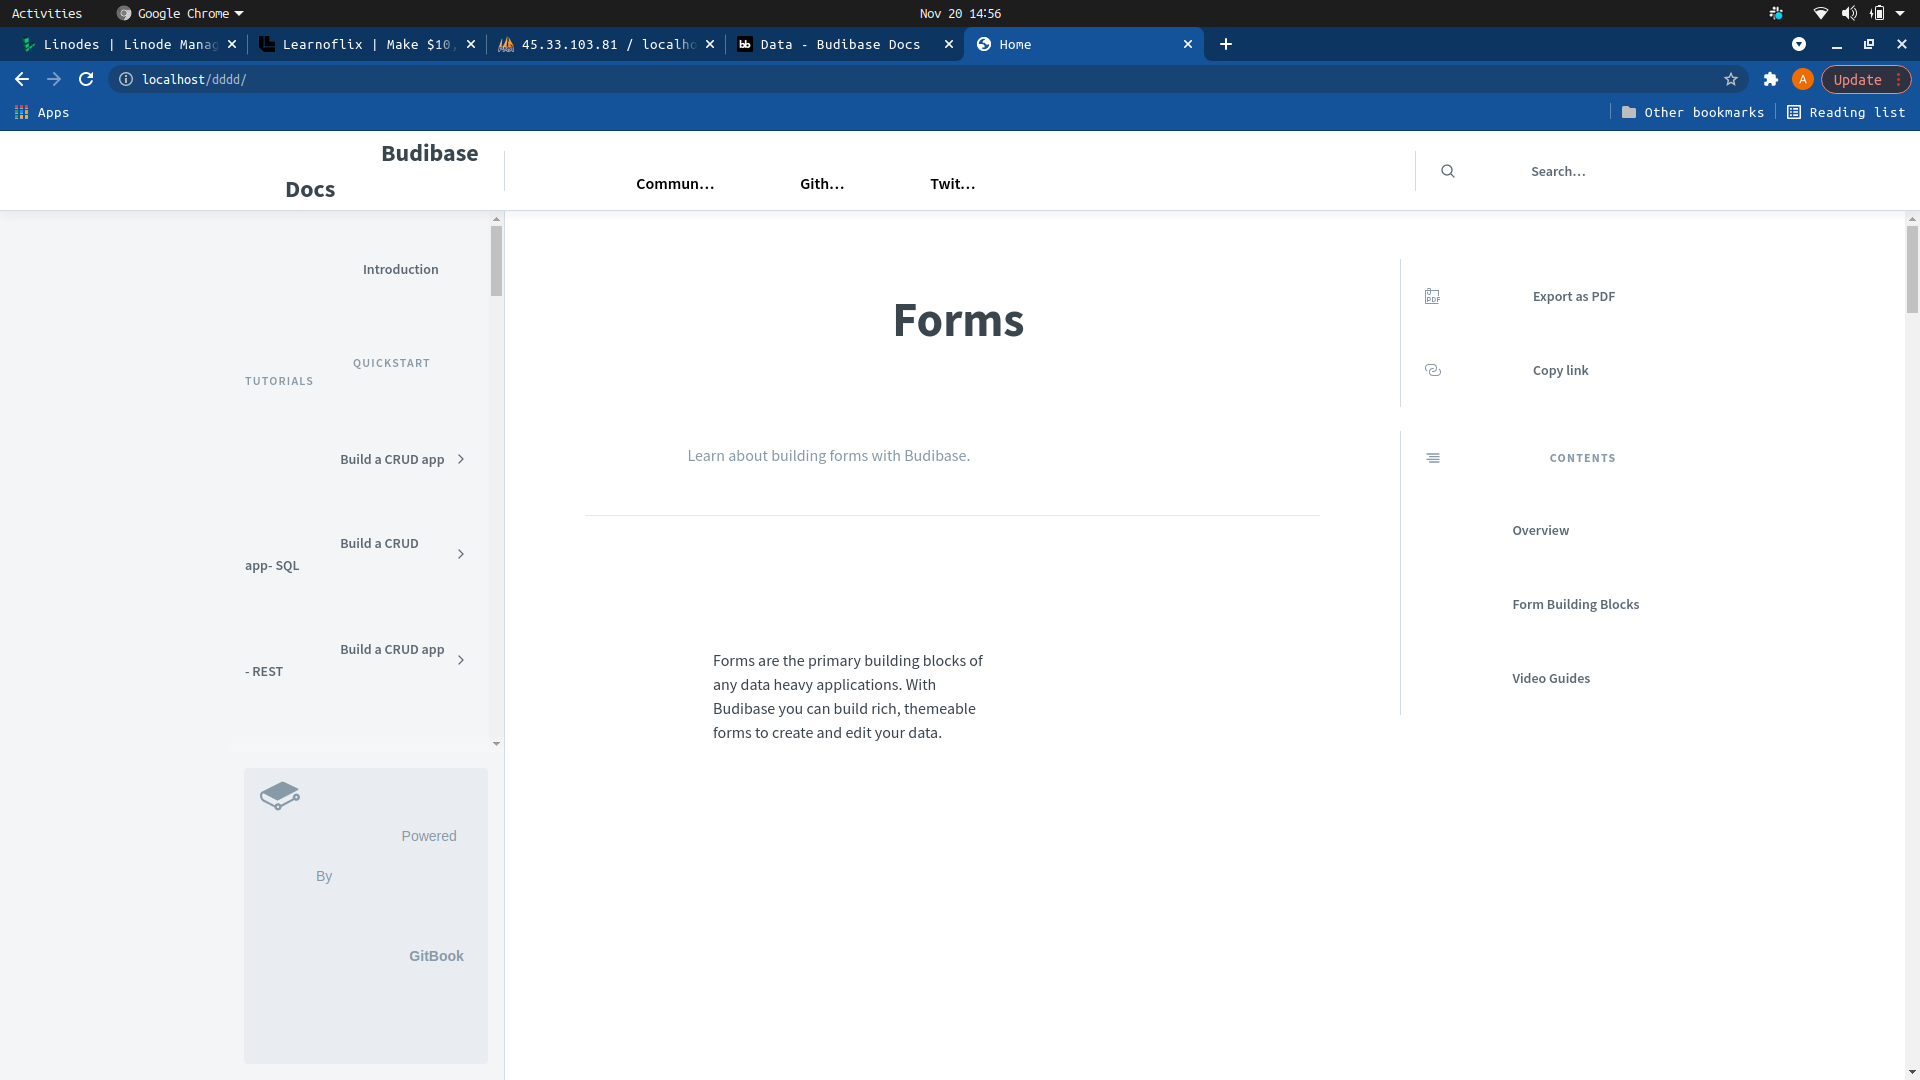 Activities
Google Chrome
Nov 20 14:56
Linodes | Linode Manag
Learnoflix | Make $10,
45.33.103.81 / localho
Data - Budibase Docs
Home
localhost/dddd/
A
Update
Apps
Other bookmarks
Reading list
Budibase
Docs
Commun...
Gith...
Twit...
Search...
Introduction
QUICKSTART
TUTORIALS
Build a CRUD app
Build a CRUD
app- SQL
Build a CRUD app
- REST
Powered
By
GitBook
Forms
Learn about building forms with Budibase.
Forms are the primary building blocks of
any data heavy applications. With
Budibase you can build rich, themeable
forms to create and edit your data.
PDF
Export as PDF
Copy link
CONTENTS
Overview
Form Building Blocks
Video Guides